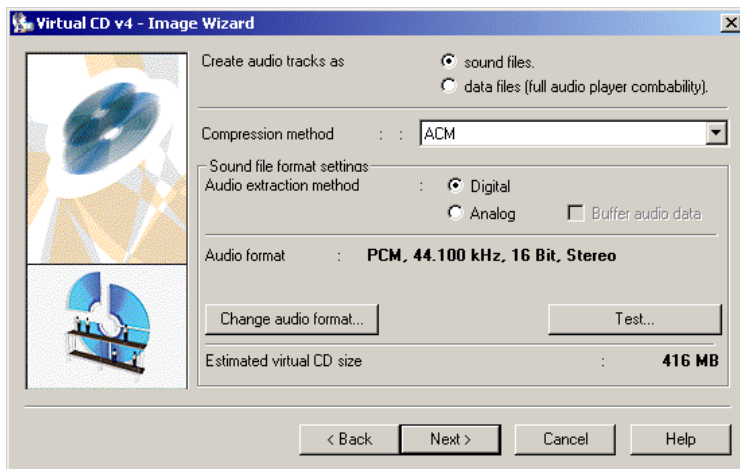 Virtual CD v4 - Image Wizard
Create audio tracks as sound files.
data files (full audio player combability).
Compression method : : ACM
Sound file format settings
Audio extraction method : Digital
Analog Buffer audio data
Audio format : PCM, 44.100 kHz, 16 Bit, Stereo
Change audio format... Test...
Estimated virtual CD size : 416 MB
< Back Next > Cancel Help